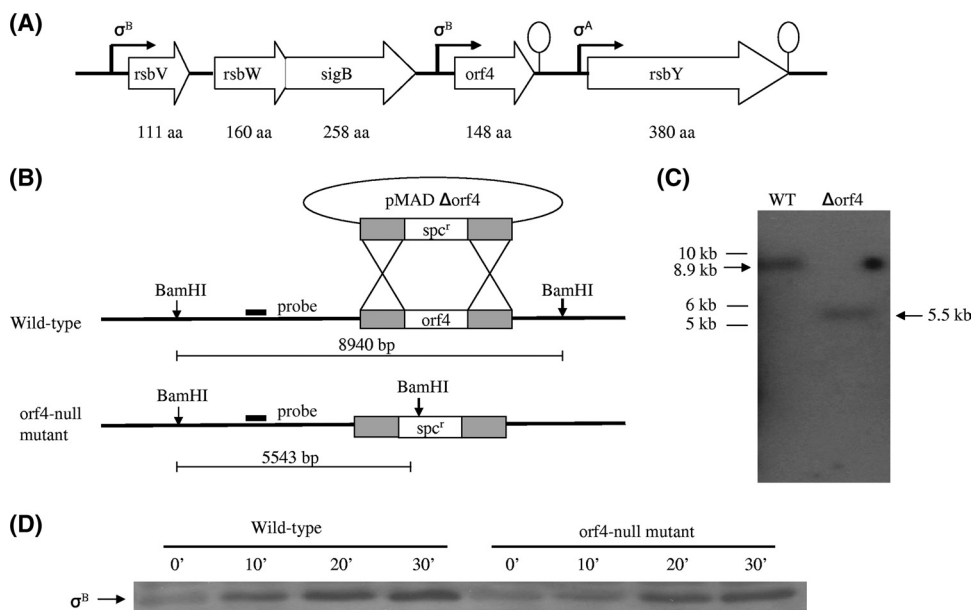 (A)
σB σB σA
rsbV rsbW sigB orf4 rsbY
111 aa 160 aa 258 aa 148 aa 380 aa
(B)
pMAD Δorf4
spcr
BamHI BamHI
probe
Wild-type
orf4
8940 bp
BamHI BamHI
orf4-null
mutant
probe
spcr
5543 bp
(C)
WT Δorf4
10 kb
8.9 kb
6 kb
5 kb
5.5 kb
(D)
Wild-type orf4-null mutant
0’ 10’ 20’ 30’ 0’ 10’ 20’ 30’
σB